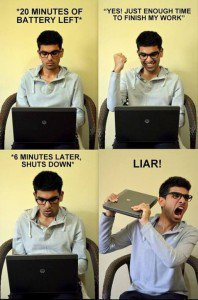 *20 MINUTES OF
BATTERY LEFT*
"YES! JUST ENOUGH TIME
TO FINISH MY WORK"
*6 MINUTES LATER,
SHUTS DOWN*
LIAR!